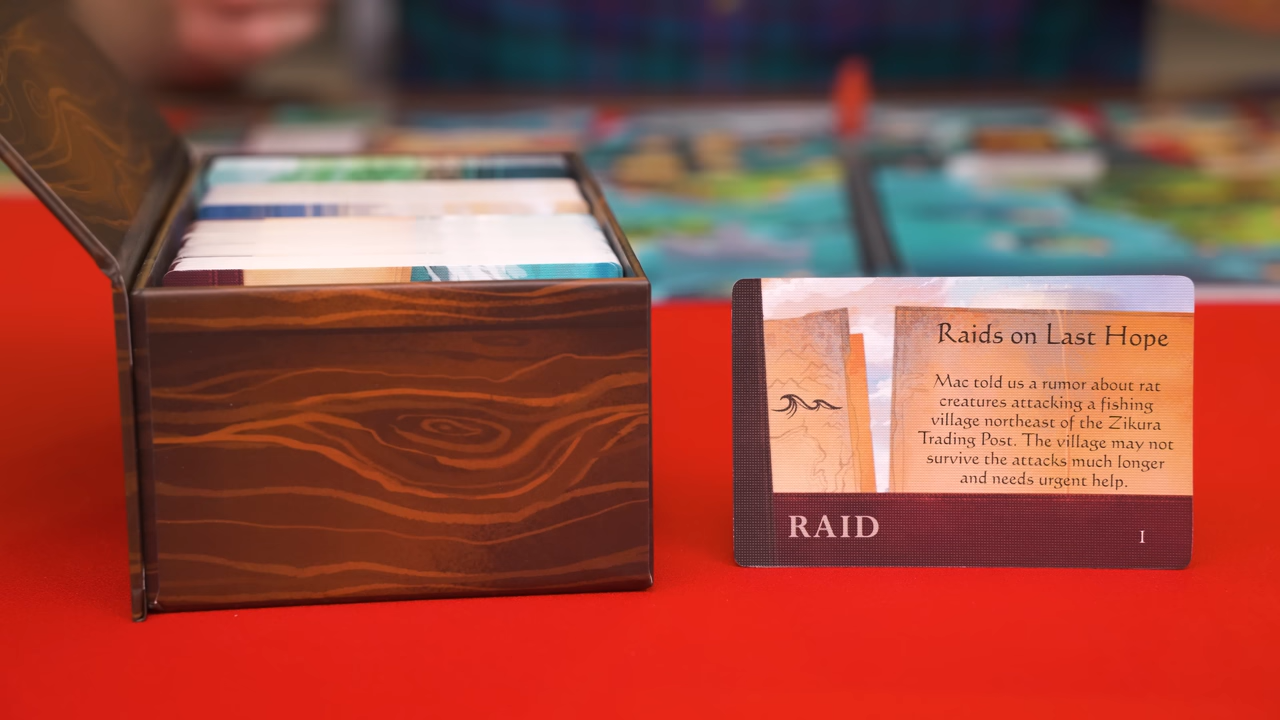 Raids on Last Hope
Mac told us a rumor about rat
creatures attacking a fishing
village northeast of the Zikura
Trading Post. The village may not
survive the attacks much longer
and needs urgent help.
RAID
I